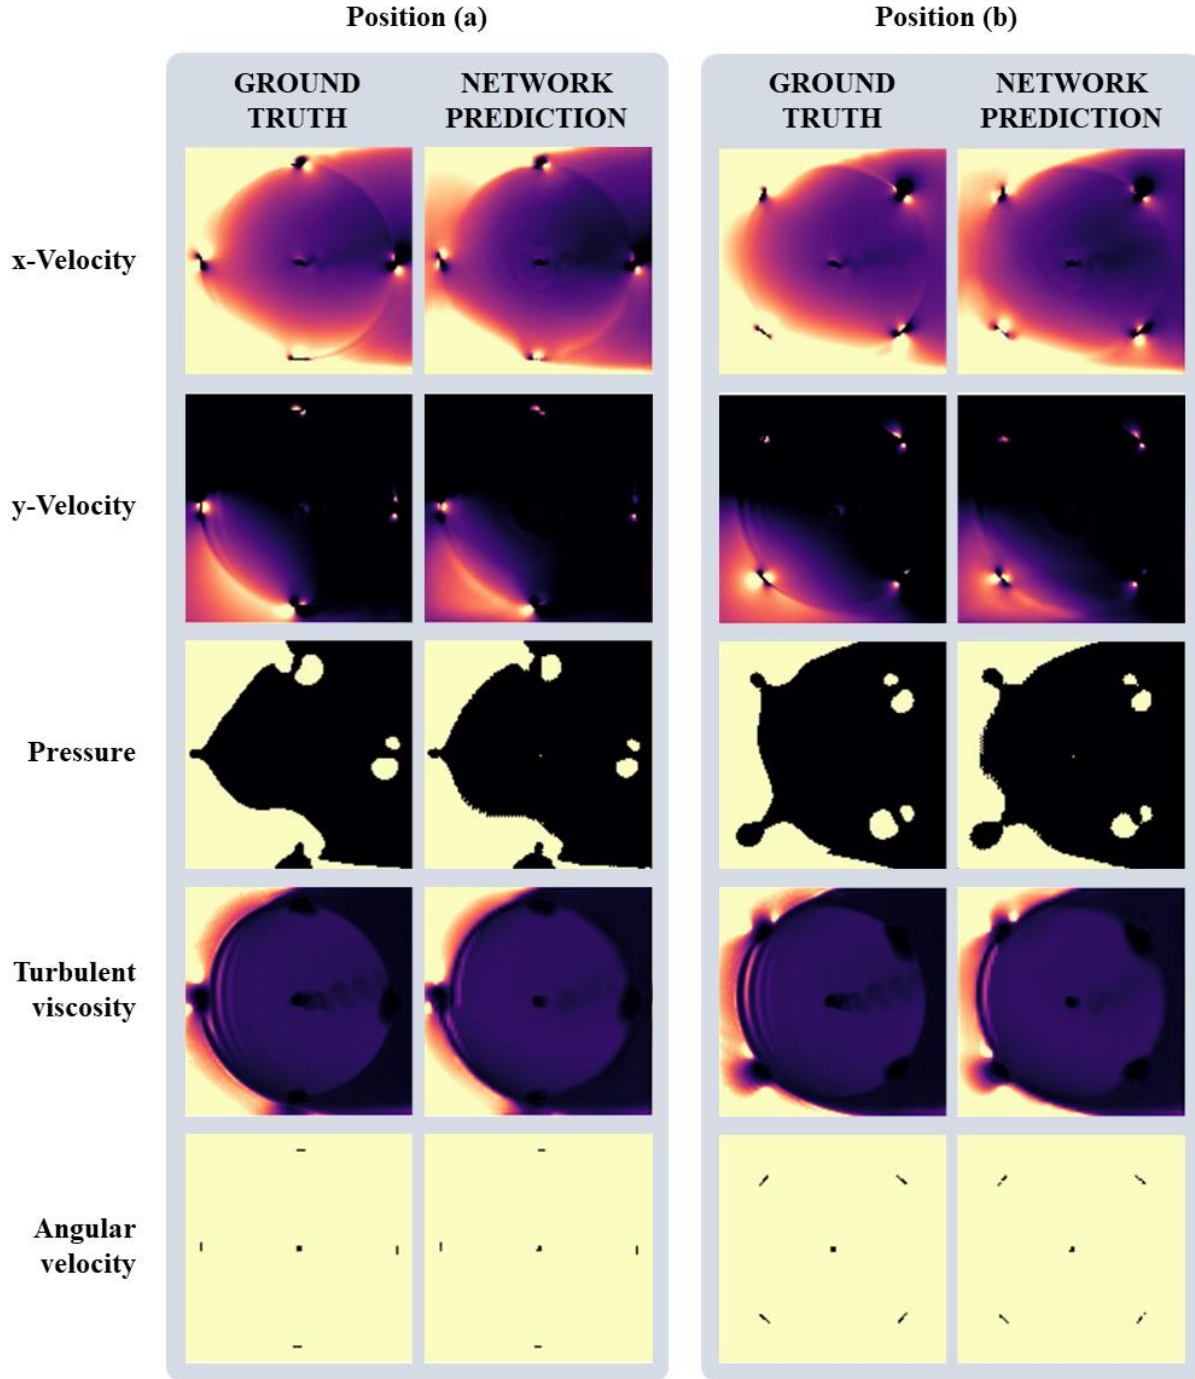 Position (a)
Position (b)
GROUND
TRUTH
NETWORK
PREDICTION
GROUND
TRUTH
NETWORK
PREDICTION
x-Velocity
y-Velocity
Pressure
Turbulent
viscosity
Angular
velocity